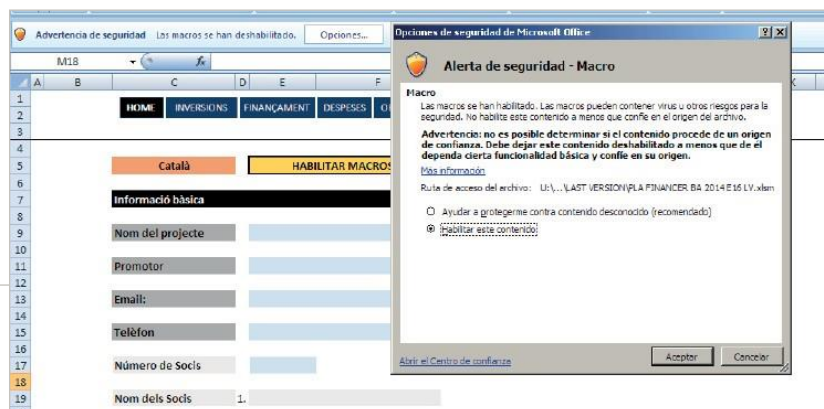 Advertencia de seguridad Las macros se han deshabilitado. Opciones...
M18 fx
A B C D E F K
1
HOME INVERSIONS FINANÇAMENT DESPESES
2
3
4
5 Català HABILITAR MACROS
6
7 Informació bàsica
8
9 Nom del projecte
10
11 Promotor
12
13 Email:
14
15 Telèfon
16
17 Número de Socis
18
19 Nom dels Socis 1.
Opciones de seguridad de Microsoft Office
Alerta de seguridad - Macro
Macro
Las macros se han habilitado. Las macros pueden contener virus u otros riesgos para la
seguridad. No habilite este contenido a menos que confíe en el origen del archivo.
Advertencia: no es posible determinar si el contenido procede de un origen
de confianza. Debe dejar este contenido deshabilitado a menos que de él
dependa cierta funcionalidad básica y confíe en su origen.
Más información
Ruta de acceso del archivo: U:\...\LAST VERSION\PLA FINANCER BA 2014 E16 LV.xlsm
Ayudar a protegerme contra contenido desconocido (recomendado)
Habilitar este contenido
Abrir el Centro de confianza Aceptar Cancelar